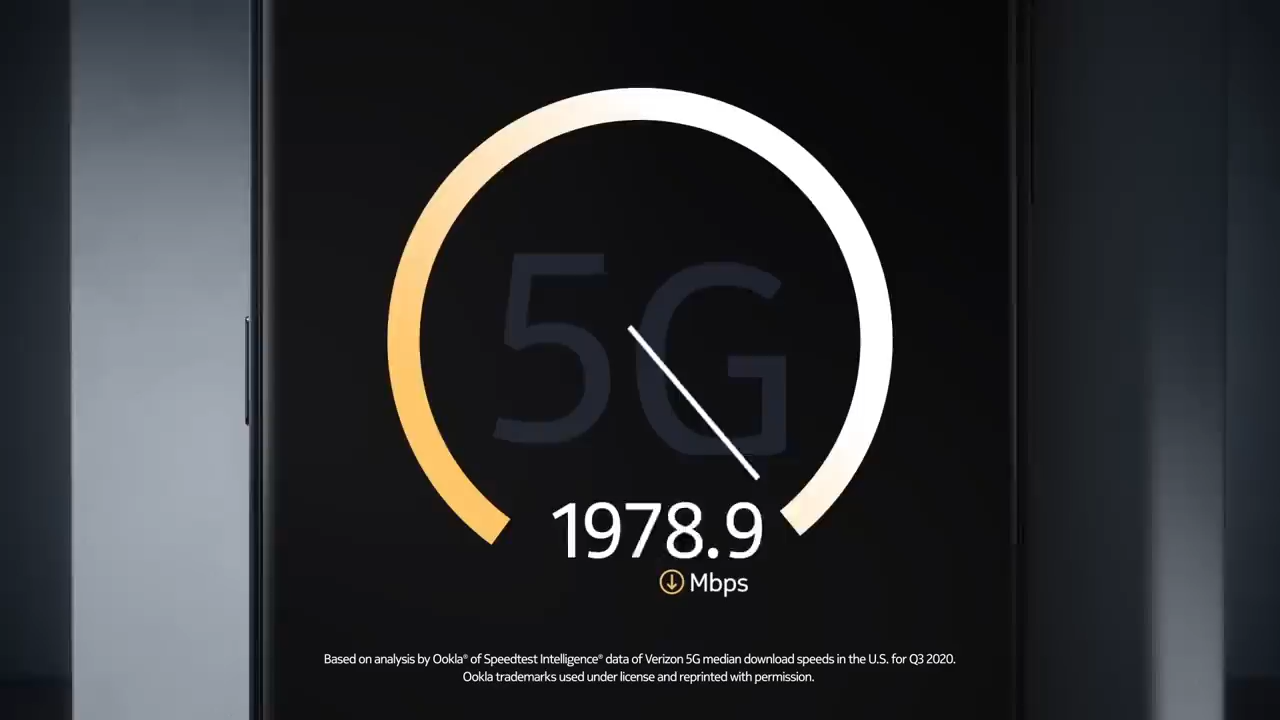 5G
1978.9
Mbps
Based on analysis by Ookla® of Speedtest Intelligence® data of Verizon 5G median download speeds in the U.S. for Q3 2020.
Ookla trademarks used under license and reprinted with permission.